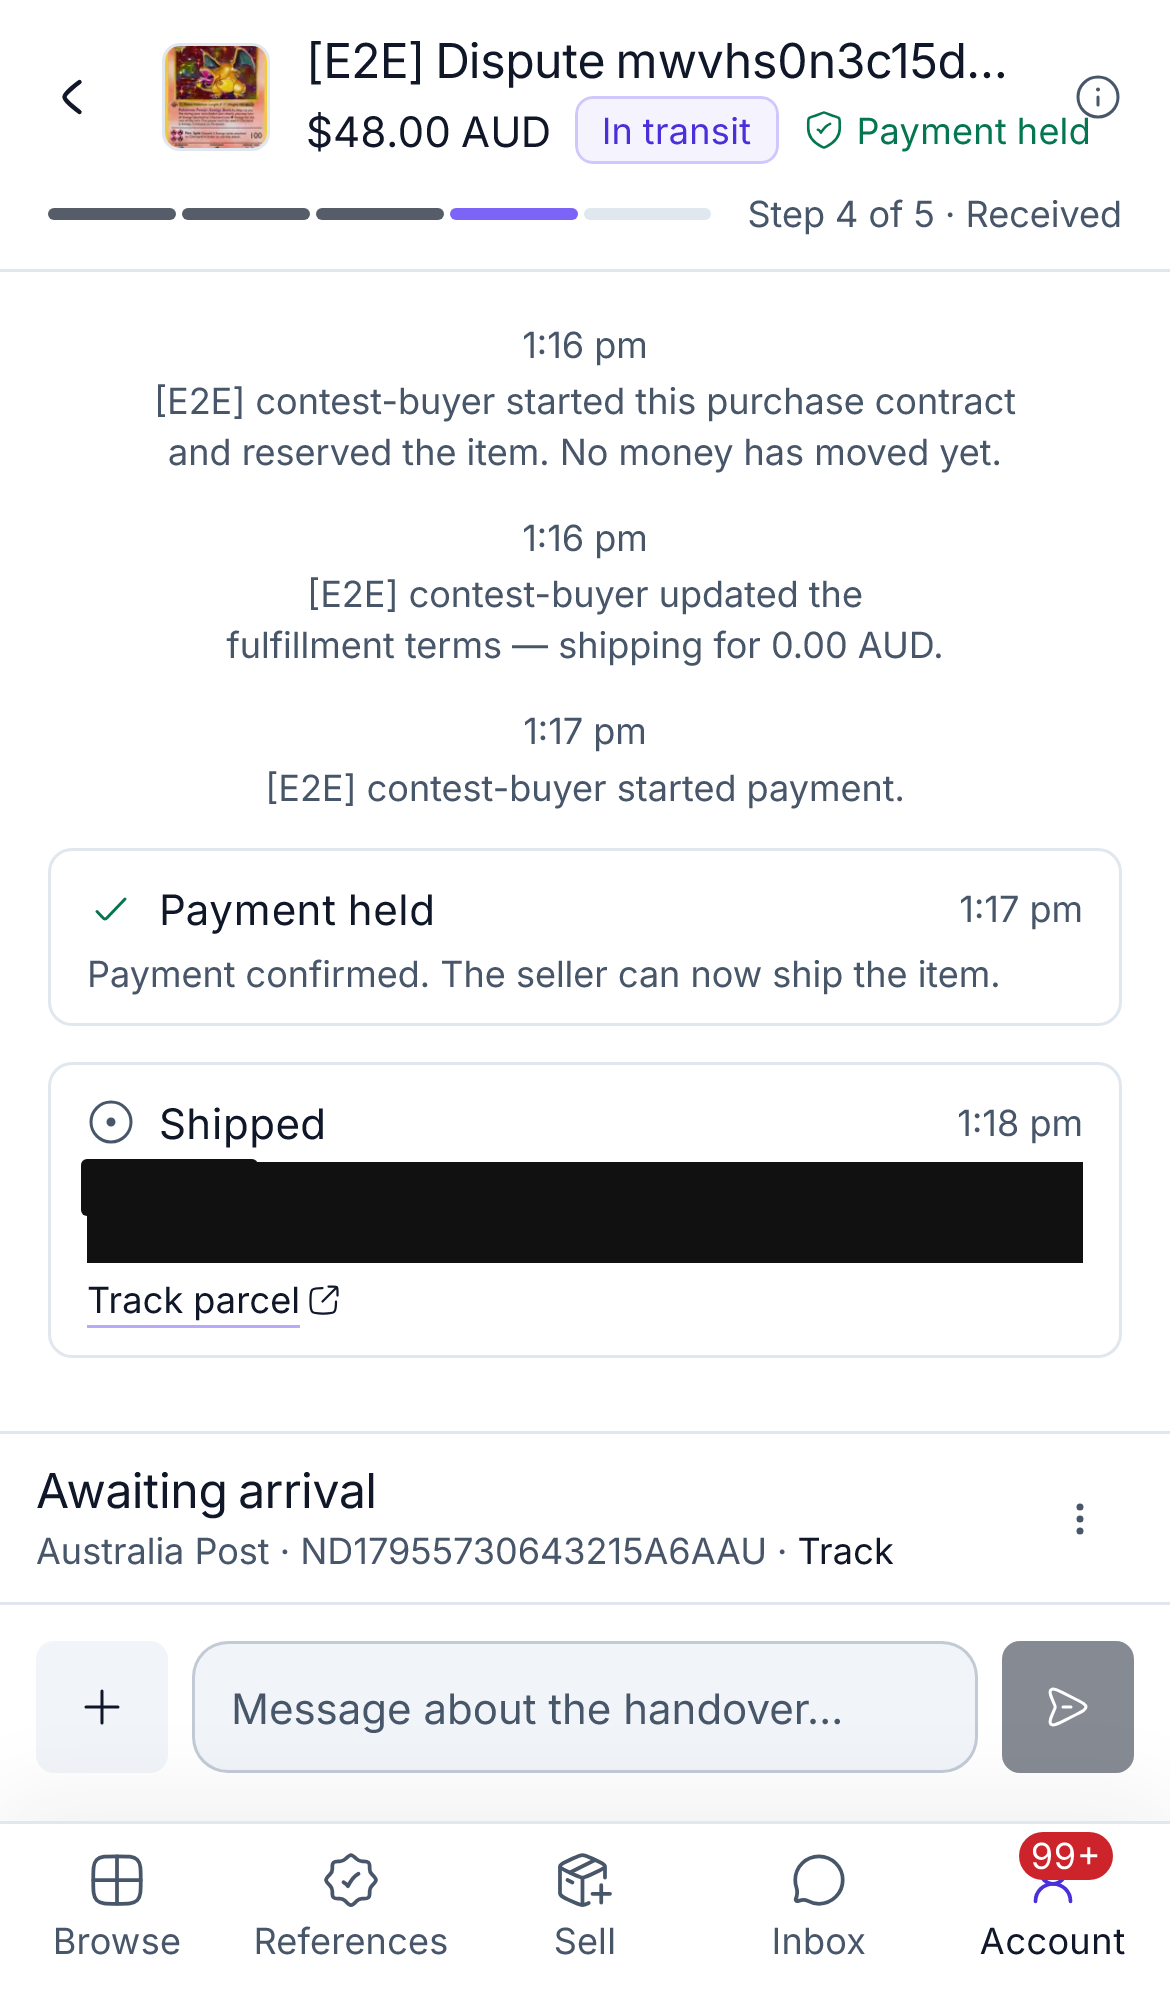 [E2E] Dispute mwvhs0n3c15d...
$48.00 AUD In transit Payment held
Step 4 of 5 · Received
1:16 pm
[E2E] contest-buyer started this purchase contract
and reserved the item. No money has moved yet.
1:16 pm
[E2E] contest-buyer updated the
fulfillment terms — shipping for 0.00 AUD.
1:17 pm
[E2E] contest-buyer started payment.
Payment held 1:17 pm
Payment confirmed. The seller can now ship the item.
Shipped 1:18 pm
Track parcel
Awaiting arrival
Australia Post · ND17955730643215A6AAU · Track
Message about the handover...
99+
Browse References Sell Inbox Account